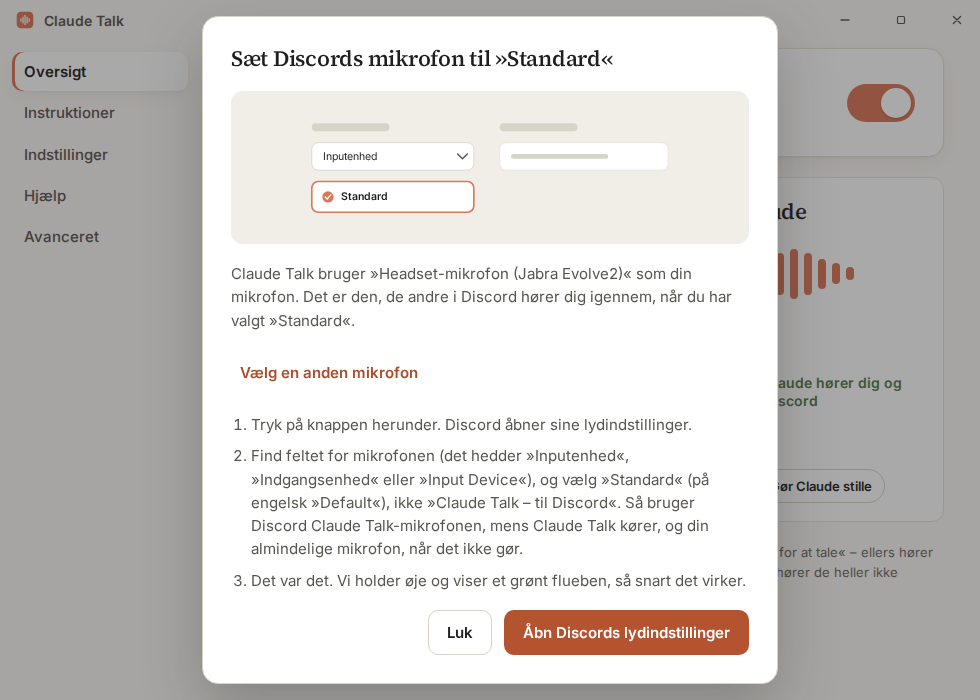 Claude Talk
Oversigt
Instruktioner
Indstillinger
Hjælp
Avanceret
Sæt Discords mikrofon til »Standard«
Inputenhed
Standard
Claude Talk bruger »Headset-mikrofon (Jabra Evolve2)« som din
mikrofon. Det er den, de andre i Discord hører dig igennem, når du har
valgt »Standard«.
Vælg en anden mikrofon
1. Tryk på knappen herunder. Discord åbner sine lydindstillinger.
2. Find feltet for mikrofonen (det hedder »Inputenhed«,
»Indgangsenhed« eller »Input Device«), og vælg »Standard« (på
engelsk »Default«), ikke »Claude Talk – til Discord«. Så bruger
Discord Claude Talk-mikrofonen, mens Claude Talk kører, og din
almindelige mikrofon, når det ikke gør.
3. Det var det. Vi holder øje og viser et grønt flueben, så snart det virker.
Luk
Åbn Discords lydindstillinger
hører dig og
Claude stille
for at tale« – ellers hører
hører de heller ikke